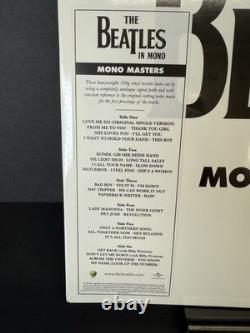 THE
BEATLES
IN MONO
MONO MASTERS
Three heavyweight 180g vinyl records were cut by
using a completely analogue signal path and with
constant reference to the original cutting notes made
for the first pressings of the tracks.
Side One
LOVE ME DO (ORIGINAL SINGLE VERSION)
FROM ME TO YOU · THANK YOU GIRL
SHE LOVES YOU · I'LL GET YOU
I WANT TO HOLD YOUR HAND · THIS BOY
Side Two
KOMM, GIB MIR DEINE HAND
SIE LIEBT DICH · LONG TALL SALLY
I CALL YOUR NAME · SLOW DOWN
MATCHBOX · I FEEL FINE · SHE'S A WOMAN
Side Three
BAD BOY · YES IT IS · I'M DOWN
DAY TRIPPER · WE CAN WORK IT OUT
PAPERBACK WRITER · RAIN
Side Four
LADY MADONNA · THE INNER LIGHT
HEY JUDE · REVOLUTION
Side Five
ONLY A NORTHERN SONG
ALL TOGETHER NOW · HEY BULLDOG
IT'S ALL TOO MUCH
Side Six
GET BACK (with Billy Preston)
DON'T LET ME DOWN (with Billy Preston)
ACROSS THE UNIVERSE
YOU KNOW MY NAME (LOOK UP THE NUMBER)
www.thebeatles.com
MO